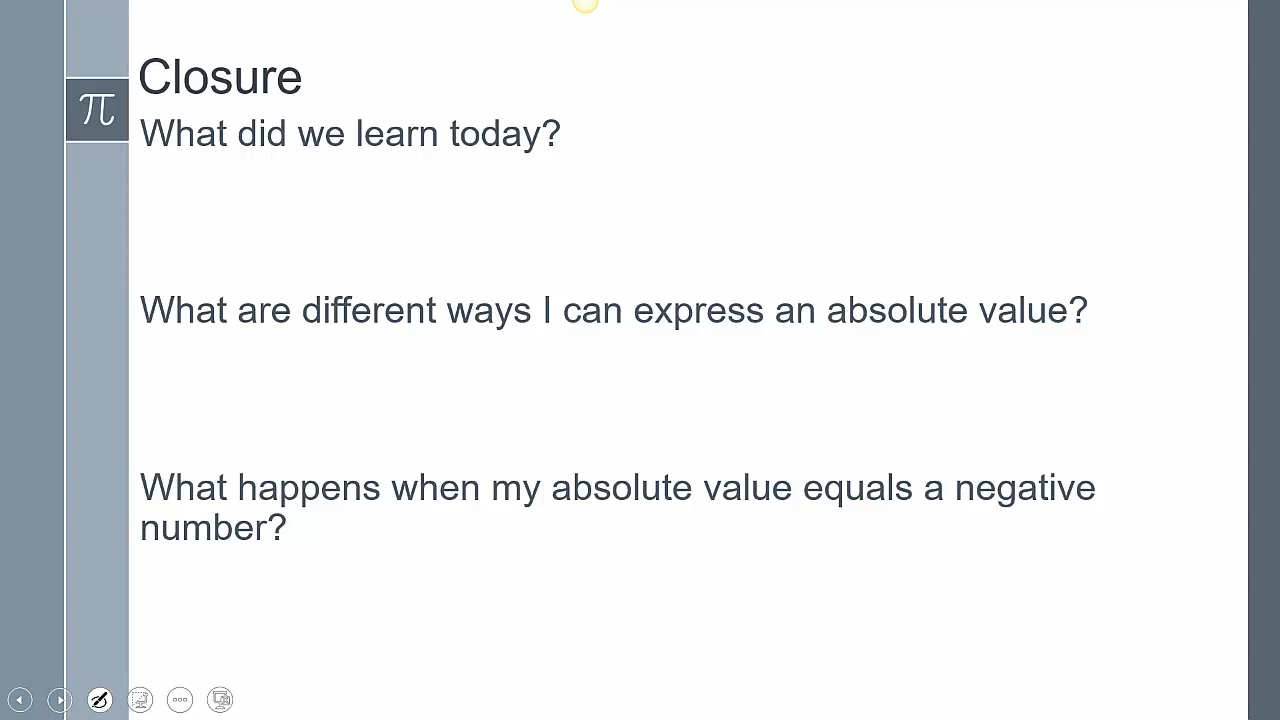 Closure
π
What did we learn today?
What are different ways I can express an absolute value?
What happens when my absolute value equals a negative
number?